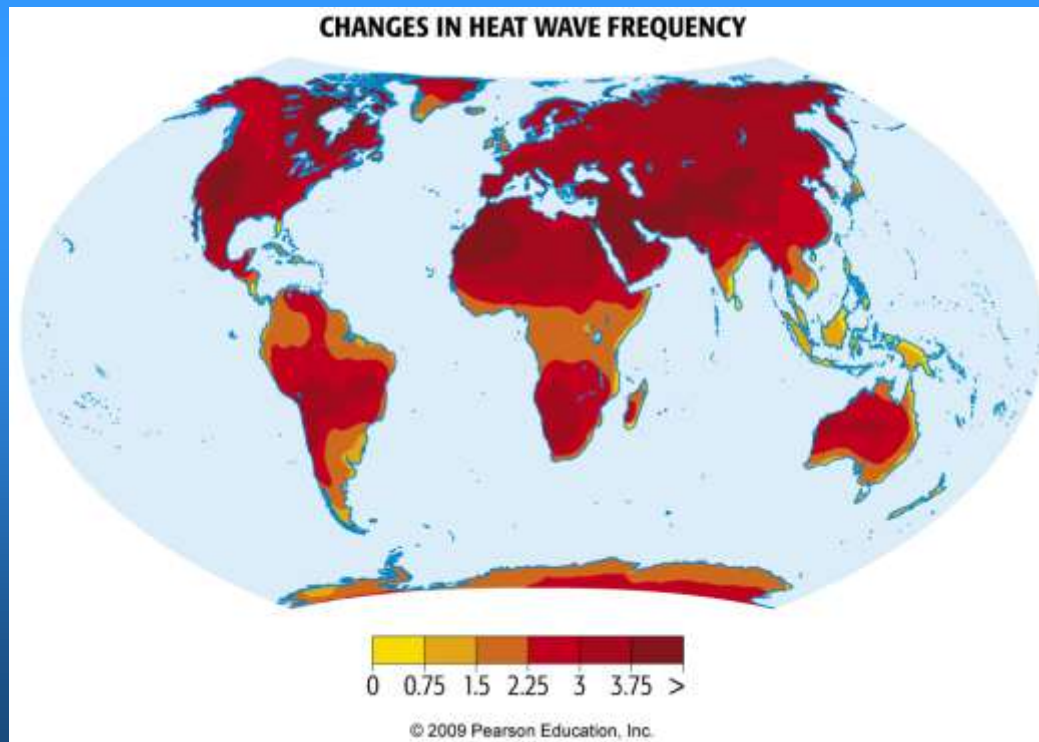 CHANGES IN HEAT WAVE FREQUENCY
0 0.75 1.5 2.25 3 3.75 >
© 2009 Pearson Education, Inc.